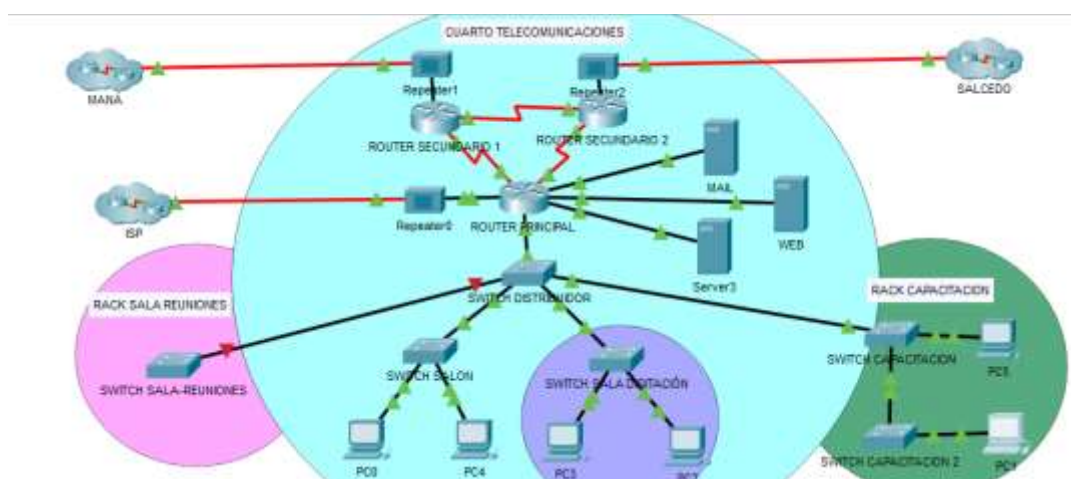 CUARTO TELECOMUNICACIONES
MANA
Repeater1
Repeater2
SALCEDO
ROUTER SECUNDARIO 1
ROUTER SECUNDARIO 2
MAIL
ISP
Repeater0
ROUTER PRINCIPAL
WEB
Server3
RACK SALA REUNIONES
SWITCH DISTRIBUIDOR
RACK CAPACITACION
SWITCH SALA-REUNIONES
SWITCH SALON
SWITCH SALA DIGITACIÓN
SWITCH CAPACITACION
PC0
PC4
PC3
SWITCH CAPACITACION 2